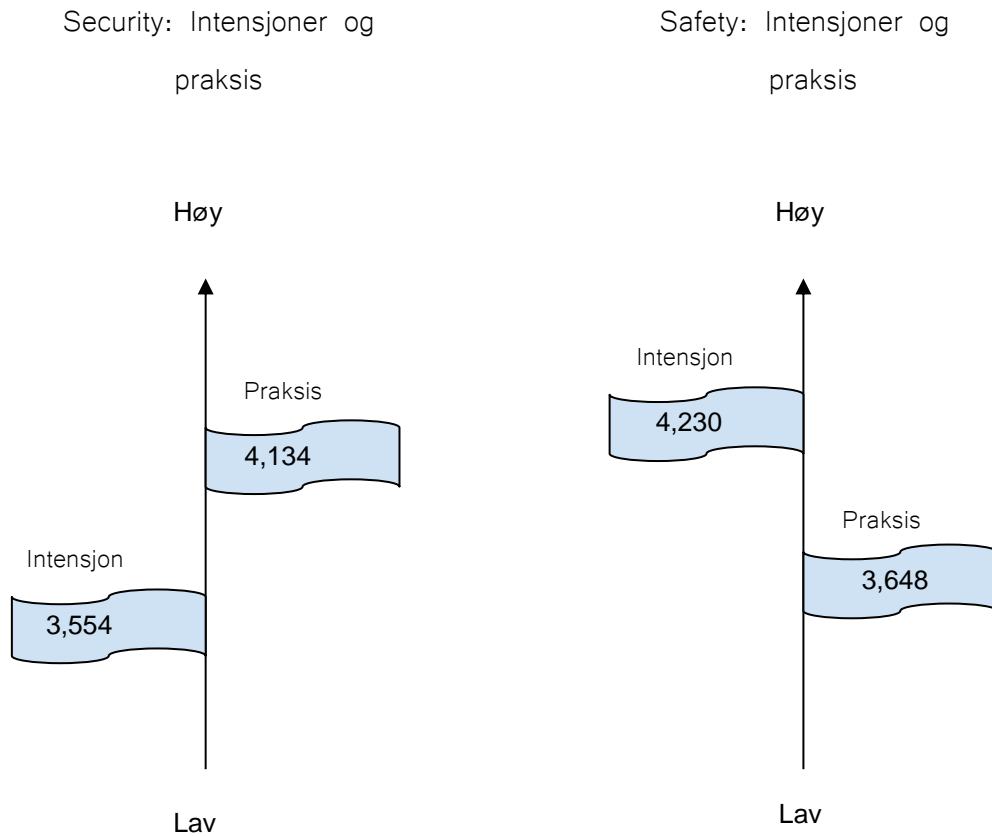 Security: Intensjoner og
praksis
Høy
Praksis
4,134
Intensjon
3,554
Lav
Safety: Intensjoner og
praksis
Høy
Intensjon
4,230
Praksis
3,648
Lav